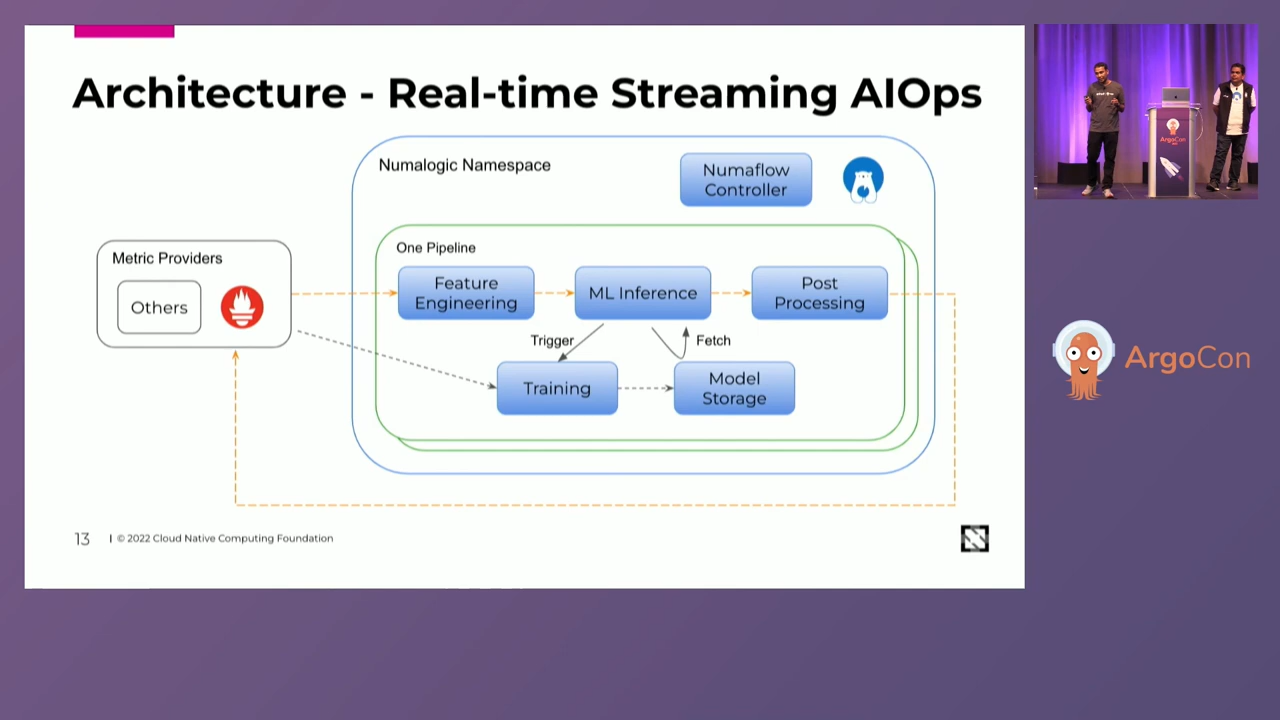 Architecture - Real-time Streaming AIOps
Numalogic Namespace
Numaflow
Controller
One Pipeline
Metric Providers
Others
Feature
Engineering
ML Inference
Post
Processing
Trigger
Fetch
Training
Model
Storage
13
© 2022 Cloud Native Computing Foundation
ArgoCon
ArgoCon